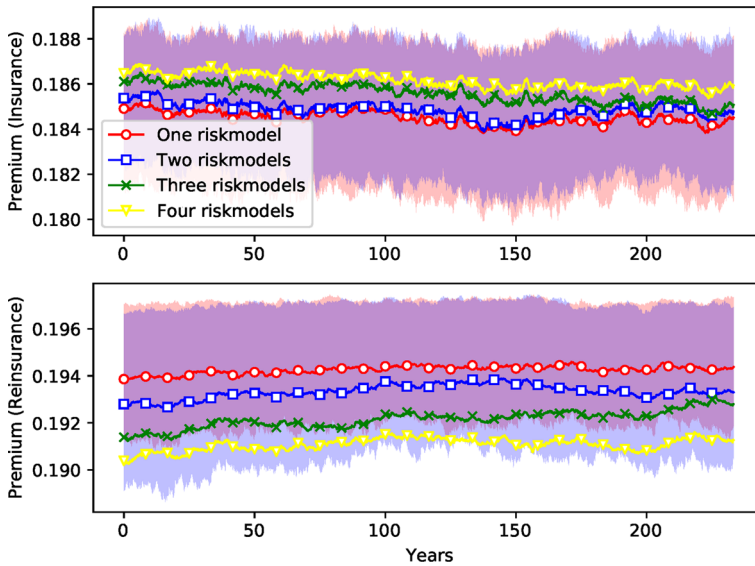 Premium (Insurance)
0.188
0.186
0.184
0.182
0.180
One riskmodel
Two riskmodels
Three riskmodels
Four riskmodels
0 50 100 150 200
Premium (Reinsurance)
0.196
0.194
0.192
0.190
0 50 100 150 200
Years